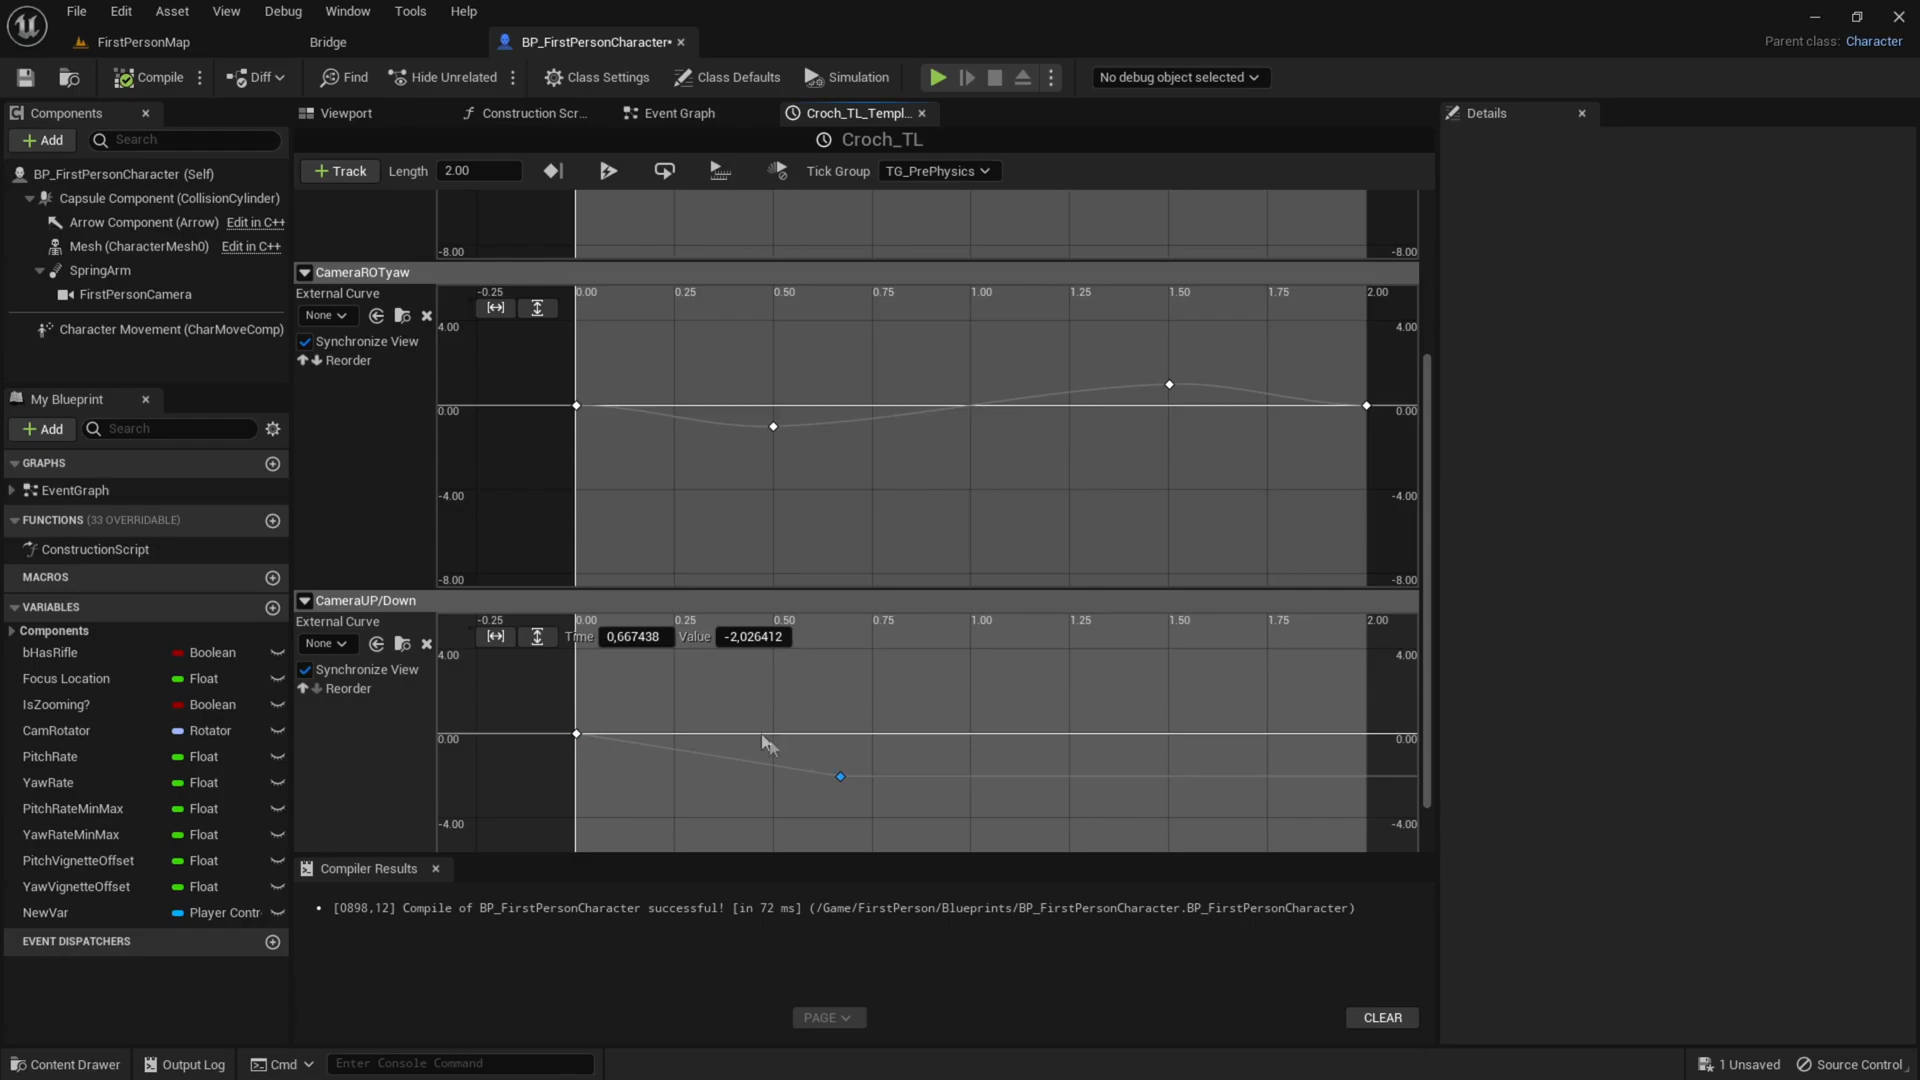 File Edit Asset View Debug Window Tools Help
FirstPersonMap Bridge BP_FirstPersonCharacter*
Parent class: Character
Compile Diff Find Hide Unrelated Class Settings Class Defaults Simulation No debug object selected
Components Viewport Construction Scr... Event Graph Croch_TL_Templ... Details
Add Search
Croch_TL
Track Length 2.00 Tick Group TG_PrePhysics
BP_FirstPersonCharacter (Self)
Capsule Component (CollisionCylinder)
Arrow Component (Arrow) Edit in C++
Mesh (CharacterMesh0) Edit in C++
SpringArm
FirstPersonCamera
Character Movement (CharMoveComp)
My Blueprint
Add Search
GRAPHS
EventGraph
FUNCTIONS (33 OVERRIDABLE)
ConstructionScript
MACROS
VARIABLES
Components
bHasRifle Boolean
Focus Location Float
IsZooming? Boolean
CamRotator Rotator
PitchRate Float
YawRate Float
PitchRateMinMax Float
YawRateMinMax Float
PitchVignetteOffset Float
YawVignetteOffset Float
NewVar Player Contr
EVENT DISPATCHERS
-8.00 -8.00
CameraROTyaw
External Curve
None
Synchronize View
Reorder
-0.25 0.00 0.25 0.50 0.75 1.00 1.25 1.50 1.75 2.00
4.00 4.00
0.00 0.00
-4.00 -4.00
-8.00 -8.00
CameraUP/Down
External Curve
None
Synchronize View
Reorder
-0.25 0.00 0.25 0.50 0.75 1.00 1.25 1.50 1.75 2.00
Time 0,667438 Value -2,026412
4.00 4.00
0.00 0.00
-4.00 -4.00
Compiler Results
[0898,12] Compile of BP_FirstPersonCharacter successful! [in 72 ms] (/Game/FirstPerson/Blueprints/BP_FirstPersonCharacter.BP_FirstPersonCharacter)
PAGE CLEAR
Content Drawer Output Log Cmd Enter Console Command 1 Unsaved Source Control